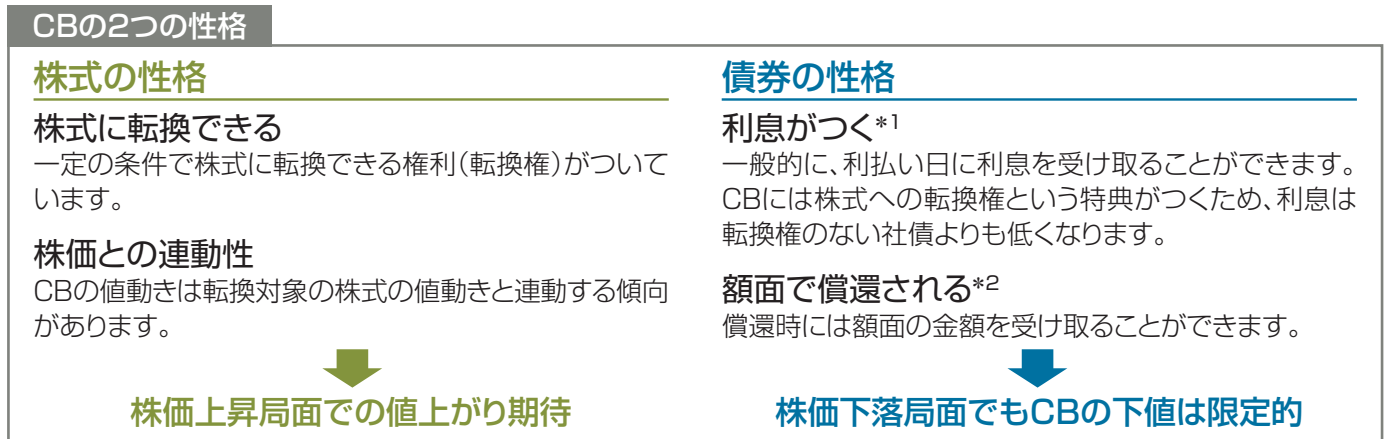 CBの2つの性格
株式の性格
株式に転換できる
一定の条件で株式に転換できる権利(転換権)がついて
います。
株価との連動性
CBの値動きは転換対象の株式の値動きと連動する傾向
があります。
株価上昇局面での値上がり期待
債券の性格
利息がつく*1
一般的に、利払い日に利息を受け取ることができます。
CBには株式への転換権という特典がつくため、利息は
転換権のない社債よりも低くなります。
額面で償還される*2
償還時には額面の金額を受け取ることができます。
株価下落局面でもCBの下値は限定的